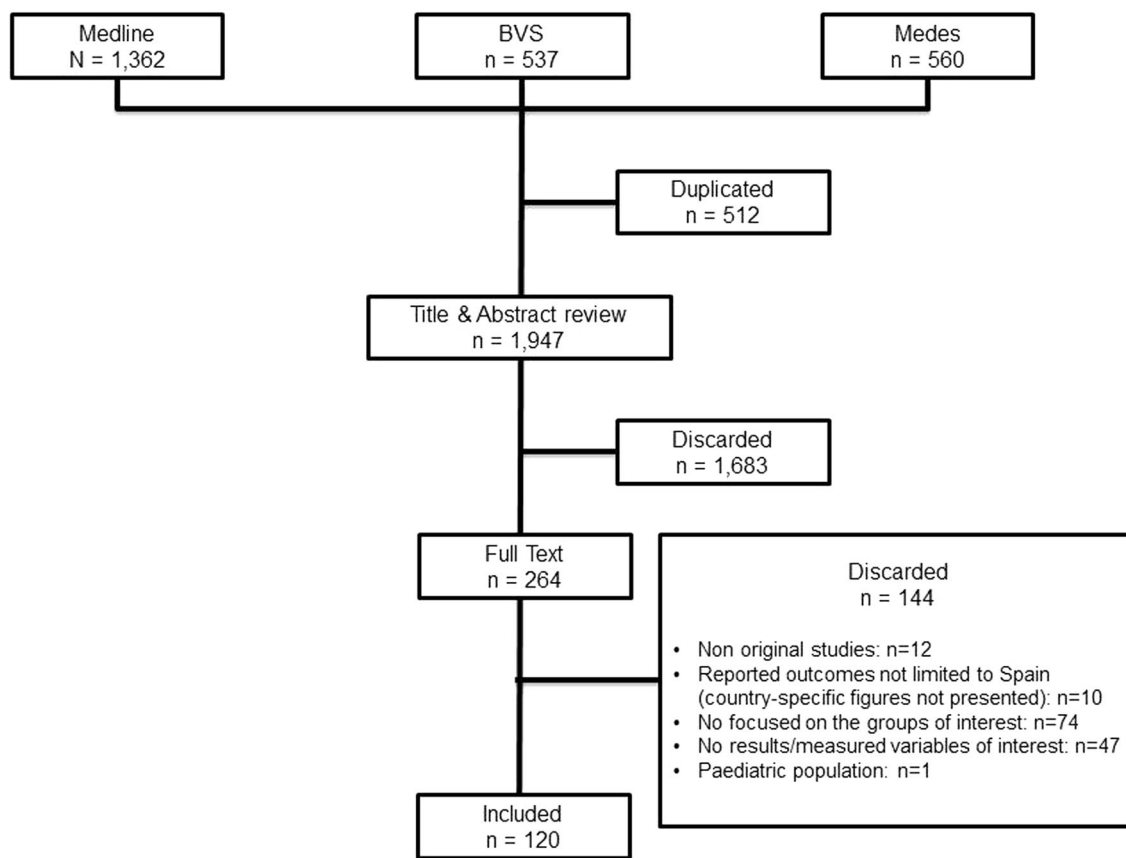 Medline
N = 1,362
BVS
n = 537
Medes
n = 560
Duplicated
n = 512
Title & Abstract review
n = 1,947
Discarded
n = 1,683
Full Text
n = 264
Discarded
n = 144
• Non original studies: n=12
• Reported outcomes not limited to Spain
(country-specific figures not presented): n=10
• No focused on the groups of interest: n=74
• No results/measured variables of interest: n=47
• Paediatric population: n=1
Included
n = 120